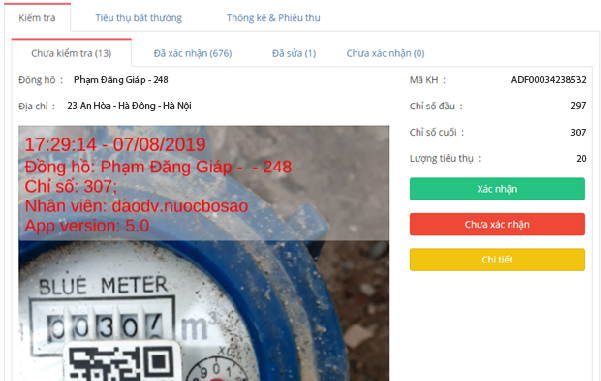 Kiểm tra Tiêu thụ bất thường Thống kê & Phiếu thu
Chưa kiểm tra (13) Đã xác nhận (676) Đã sửa (1) Chưa xác nhận (0)
Đồng hồ : Phạm Đăng Giáp - 248
Mã KH : ADF00034238532
Địa chỉ : 23 An Hòa - Hà Đông - Hà Nội
Chỉ số đầu : 297
Chỉ số cuối : 307
Lượng tiêu thụ : 20
Xác nhận
Chưa xác nhận
Chi tiết
17:29:14 - 07/08/2019
Đồng hồ: Phạm Đăng Giáp - - 248
Chỉ số: 307;
Nhân viên: daodv.nuocbosao
App version: 5.0
BLUE METER
00307 m³